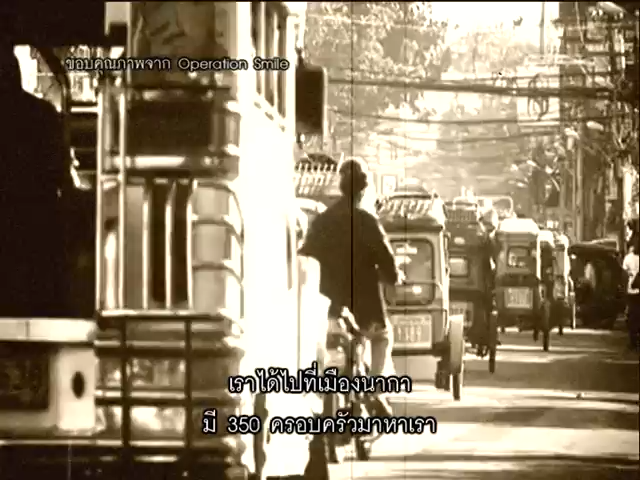 ขอบคุณภาพจาก Operation Smile
เราได้ไปที่เมืองนากา
มี 350 ครอบครัวมาหาเรา